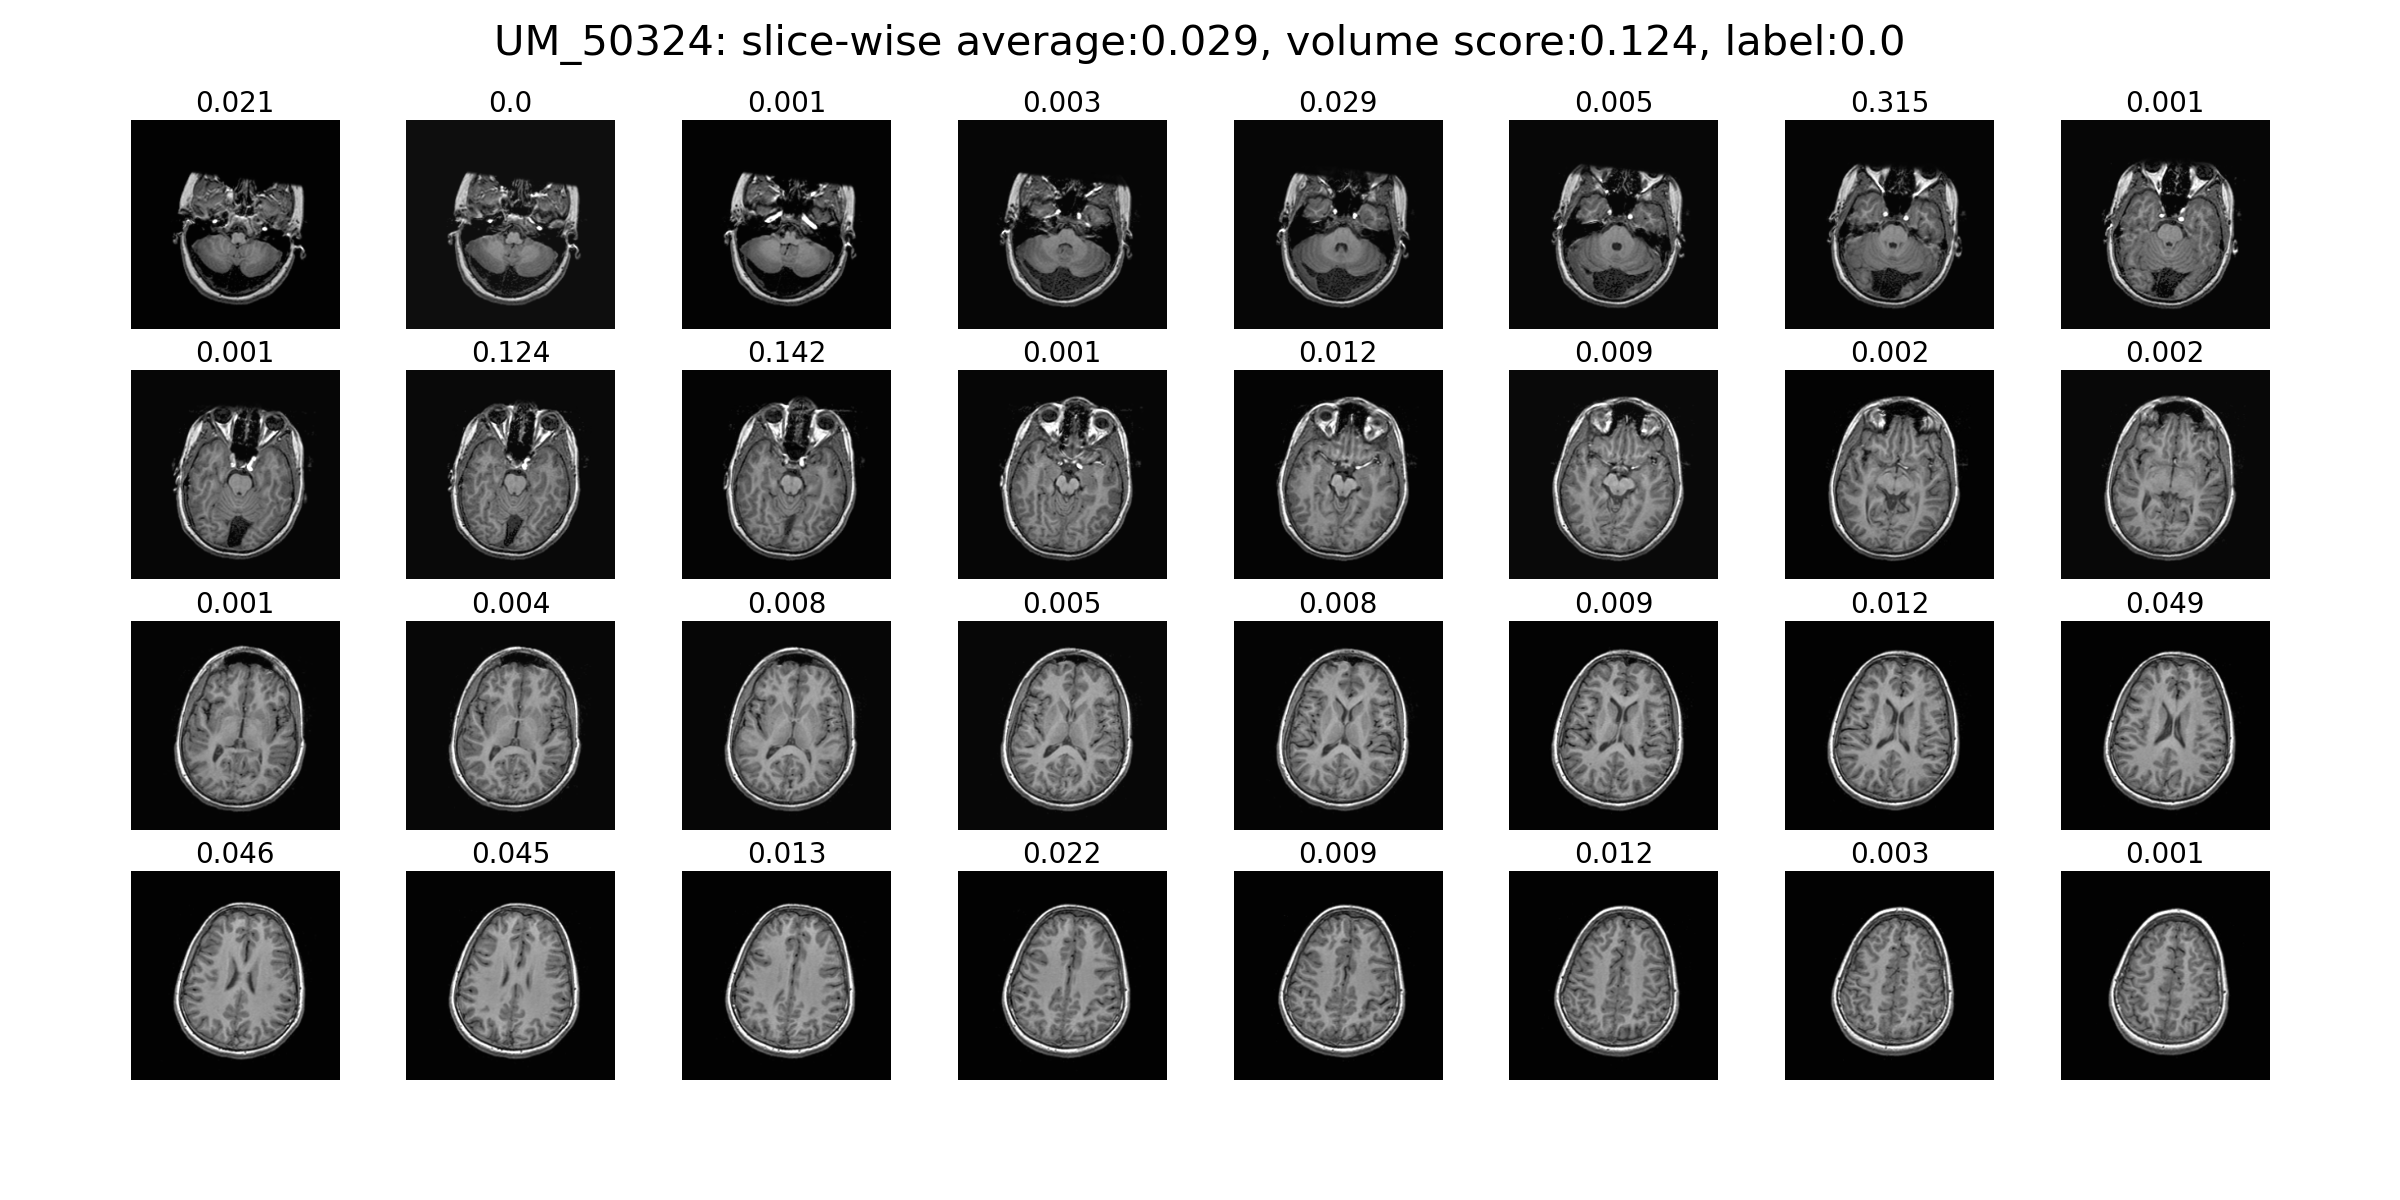 UM_50324: slice-wise average:0.029, volume score:0.124, label:0.0
0.021 0.0 0.001 0.003 0.029 0.005 0.315 0.001
0.001 0.124 0.142 0.001 0.012 0.009 0.002 0.002
0.001 0.004 0.008 0.005 0.008 0.009 0.012 0.049
0.046 0.045 0.013 0.022 0.009 0.012 0.003 0.001